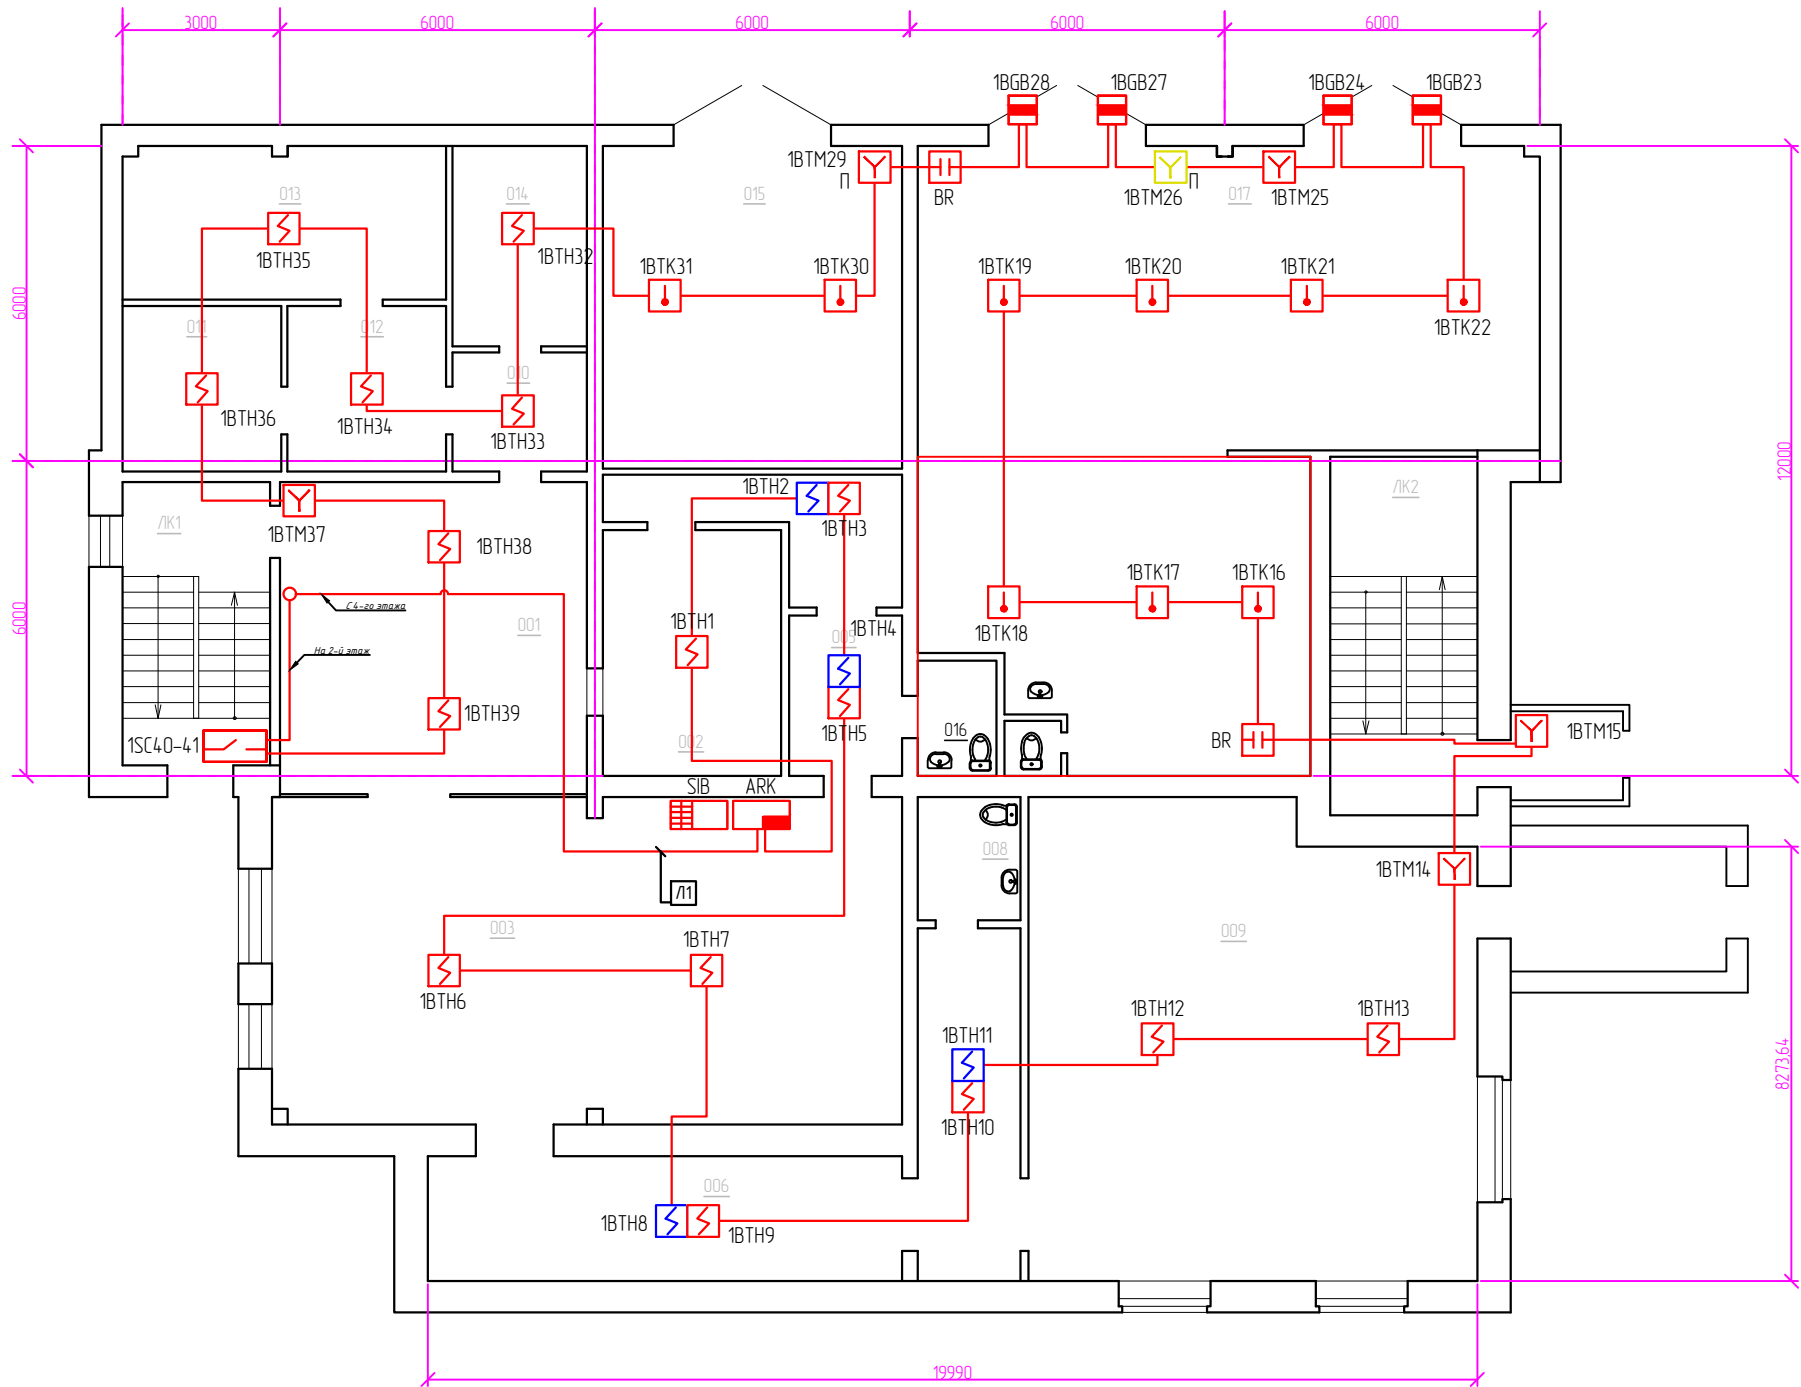 3000
6000
6000
6000
6000
1BGB28
1BGB27
1BGB24
1BGB23
1BTM29
П
BR
1BTM26
П
1BTM25
013
014
015
017
1BTH35
1BTH32
1BTK31
1BTK30
1BTK19
1BTK20
1BTK21
1BTK22
6000
12000
011
012
010
1BTH36
1BTH34
1BTH33
ЛК1
ЛК2
1BTM37
1BTH38
1BTH2
1BTH3
1BTK17
1BTK16
1BTK18
С 4-го этажа
На 2-й этаж
6000
001
1BTH1
1BTH4
005
1BTH39
1BTH5
002
016
BR
1BTM15
1SC40-41
SIB
ARK
008
1BTM14
Л1
003
009
1BTH7
1BTH6
1BTH12
1BTH13
1BTH11
1BTH10
8273,64
006
1BTH8
1BTH9
19990